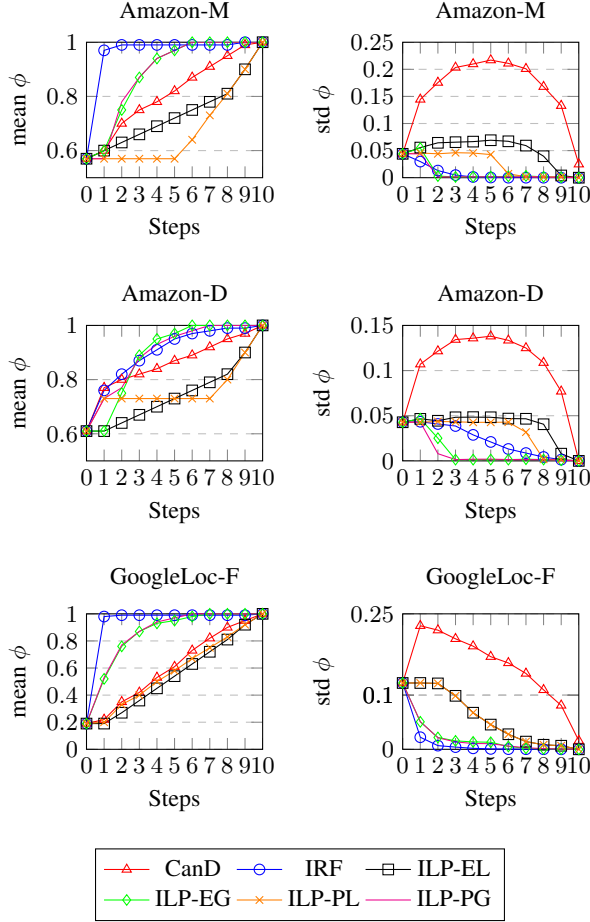 Amazon-M
1
0.8
0.6
mean ϕ
0 1 2 3 4 5 6 7 8 9 10
Steps
Amazon-M
0.25
0.20
0.15
0.10
0.05
0
std ϕ
0 1 2 3 4 5 6 7 8 9 10
Steps
Amazon-D
1
0.8
0.6
mean ϕ
0 1 2 3 4 5 6 7 8 9 10
Steps
Amazon-D
0.15
0.10
0.05
0
std ϕ
0 1 2 3 4 5 6 7 8 9 10
Steps
GoogleLoc-F
1
0.8
0.6
0.4
0.2
0
mean ϕ
0 1 2 3 4 5 6 7 8 9 10
Steps
GoogleLoc-F
0.25
0.1
0
std ϕ
0 1 2 3 4 5 6 7 8 9 10
Steps
CanD IRF ILP-EL
ILP-EG ILP-PL ILP-PG